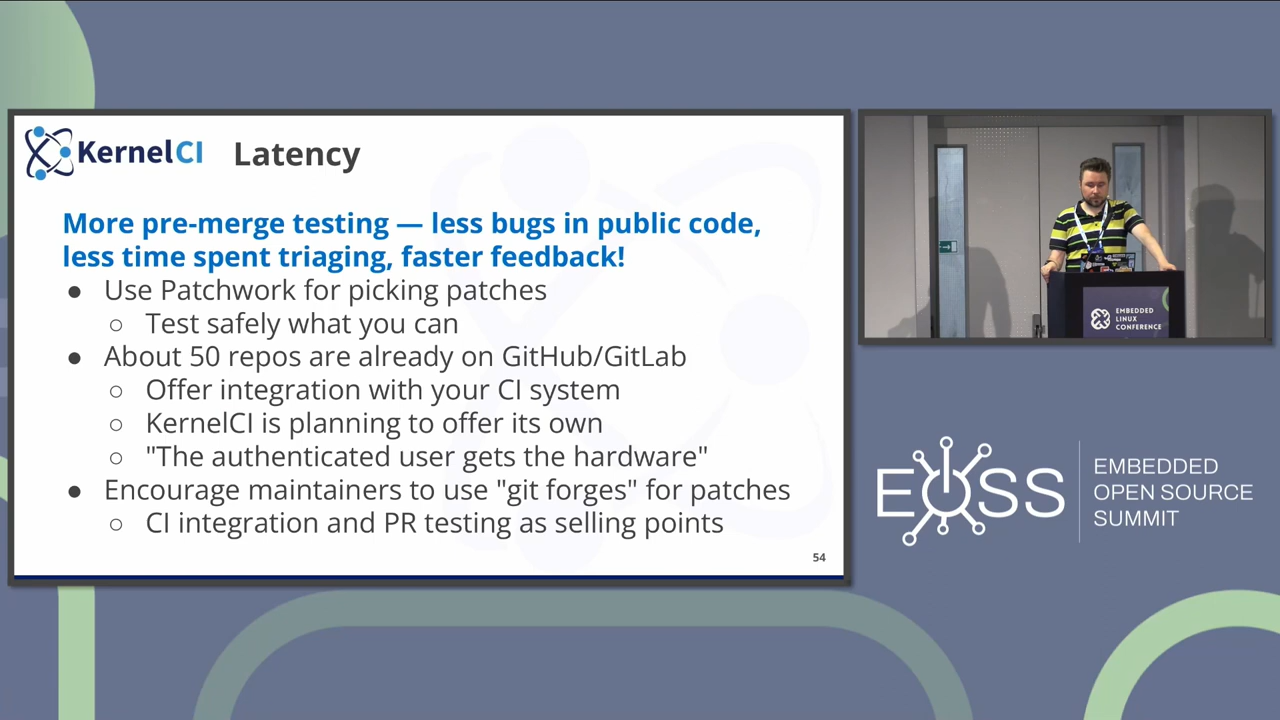 KernelCI
Latency
More pre-merge testing — less bugs in public code,
less time spent triaging, faster feedback!
● Use Patchwork for picking patches
○ Test safely what you can
● About 50 repos are already on GitHub/GitLab
○ Offer integration with your CI system
○ KernelCI is planning to offer its own
○ "The authenticated user gets the hardware"
● Encourage maintainers to use "git forges" for patches
○ CI integration and PR testing as selling points
54
EMBEDDED
LINUX
CONFERENCE
EOSS
EMBEDDED
OPEN SOURCE
SUMMIT